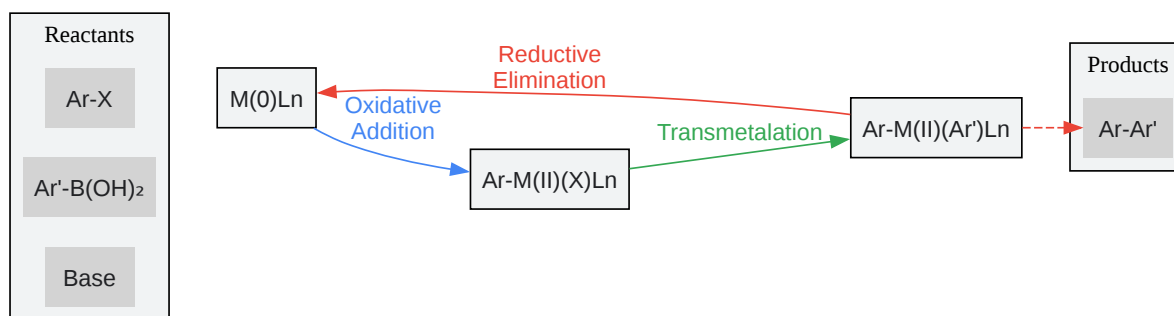 Reactants
Ar-X
Ar'-B(OH)₂
Base
M(0)Ln
Oxidative
Addition
Reductive
Elimination
Ar-M(II)(X)Ln
Transmetalation
Ar-M(II)(Ar')Ln
Products
Ar-Ar'